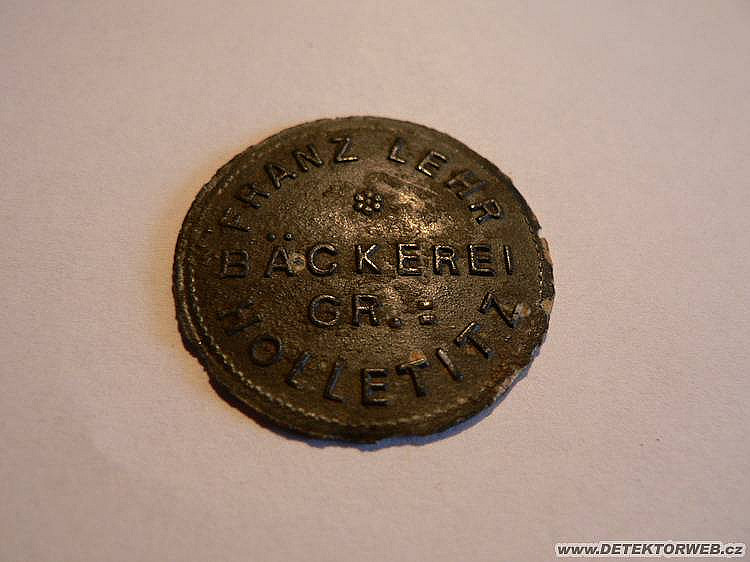 FRANZ LEHR
BÄCKEREI
GR.:
HOLLETITZ
www.DETEKTORWEB.cz